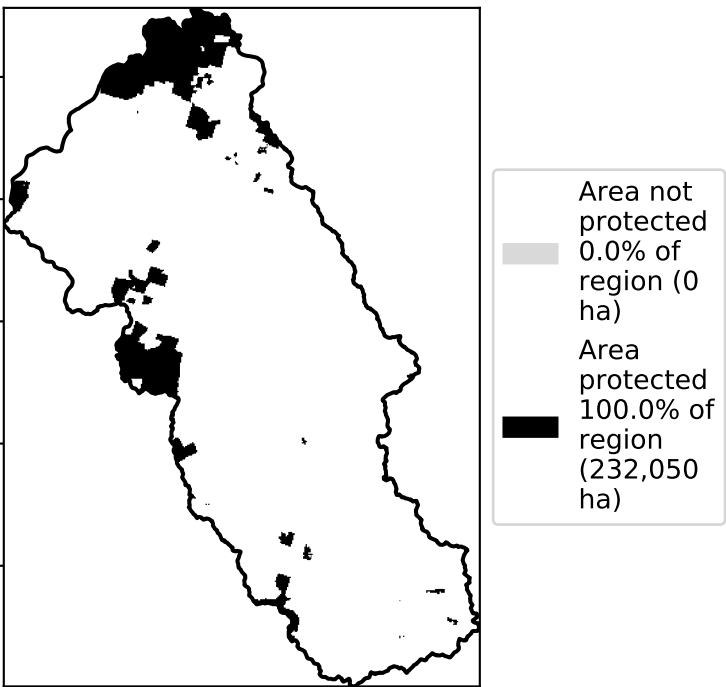 Area not
protected
0.0% of
region (0
ha)
Area
protected
100.0% of
region
(232,050
ha)